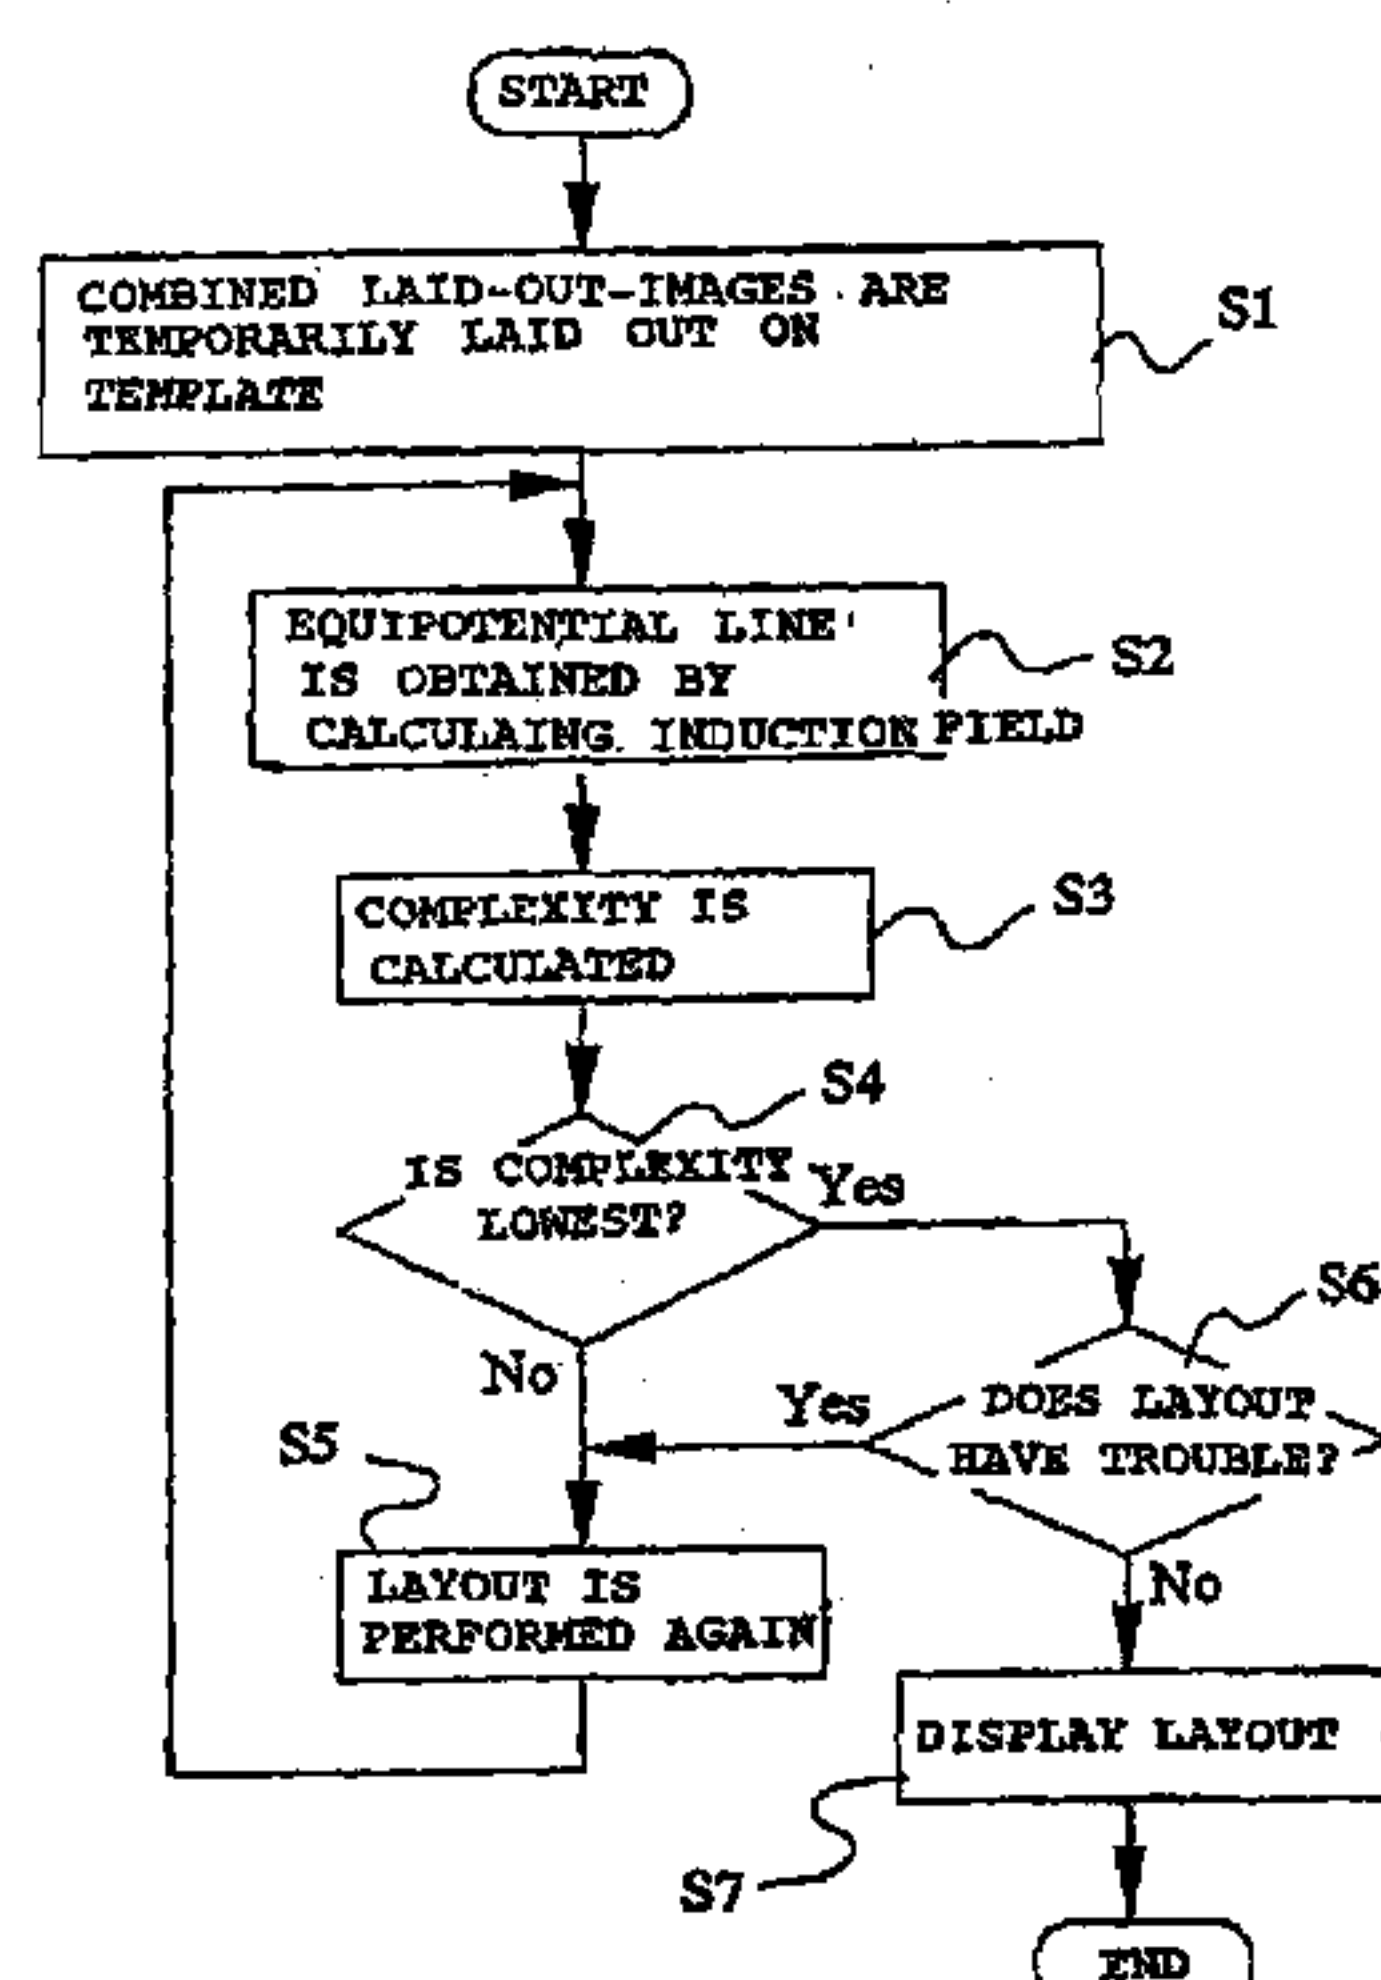 START
COMBINED LAID-OUT-IMAGES ARE
TEMPORARILY LAID OUT ON
TEMPLATE
S1
EQUIPOTENTIAL LINE
IS OBTAINED BY
CALCULAING INDUCTION FIELD
S2
COMPLEXITY IS
CALCULATED
S3
S4
IS COMPLEXITY
LOWEST?
Yes
No
S6
DOES LAYOUT
HAVE TROUBLE?
Yes
No
S5
LAYOUT IS
PERFORMED AGAIN
DISPLAY LAYOUT
S7
END